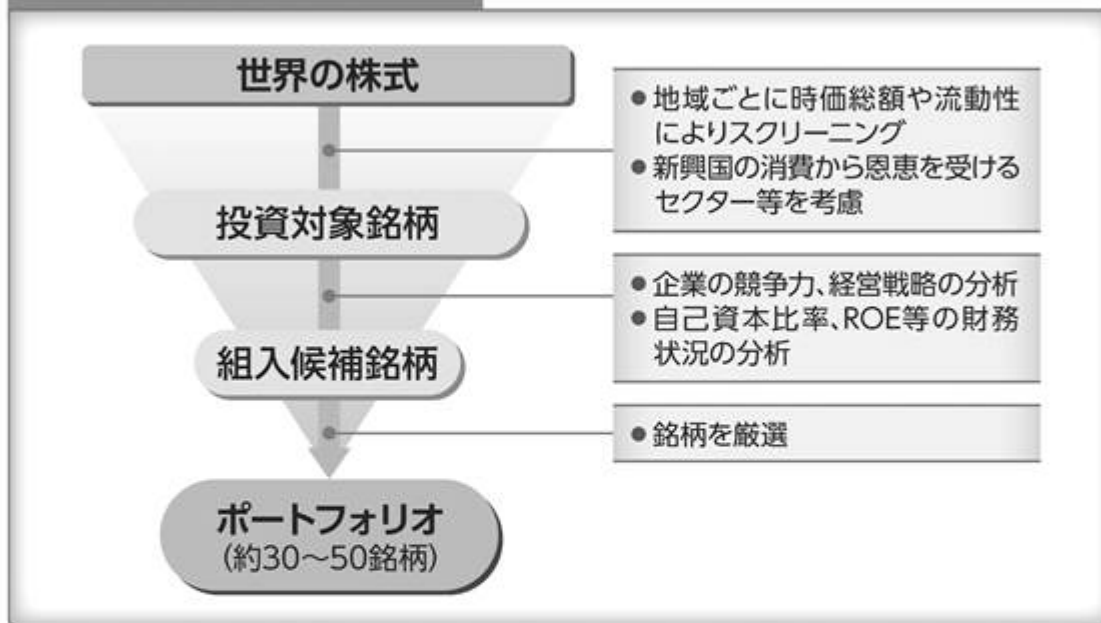 世界の株式
●地域ごとに時価総額や流動性
によりスクリーニング
●新興国の消費から恩恵を受ける
セクター等を考慮
投資対象銘柄
●企業の競争力、経営戦略の分析
●自己資本比率、ROE等の財務
状況の分析
組入候補銘柄
●銘柄を厳選
ポートフォリオ
(約30～50銘柄)